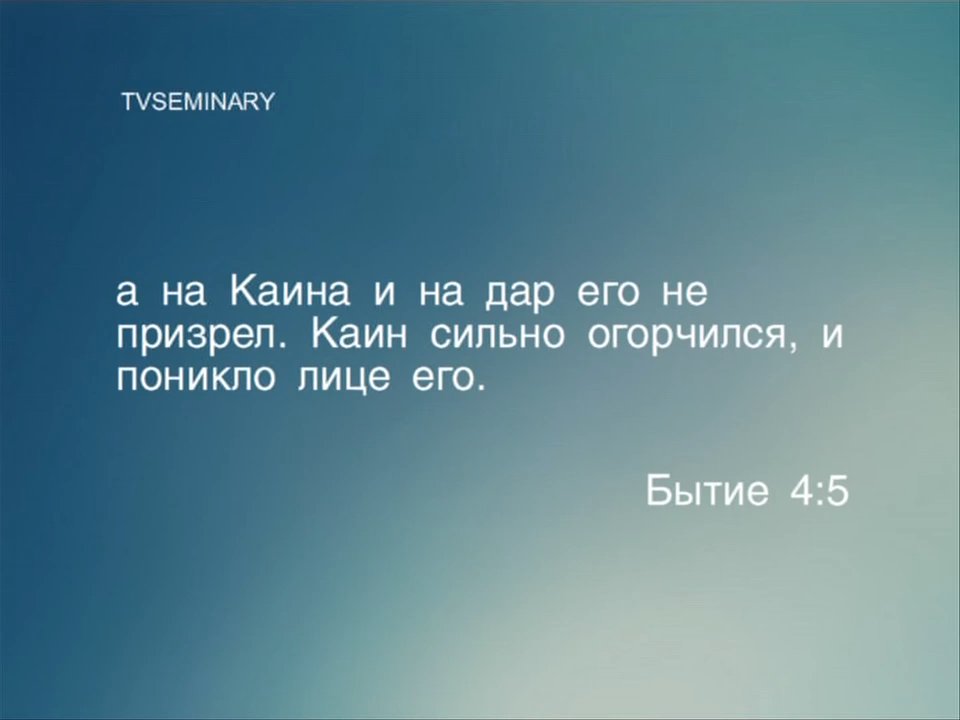 TVSEMINARY
а на Каина и на дар его не
призрел. Каин сильно огорчился, и
поникло лице его.
Бытие 4:5